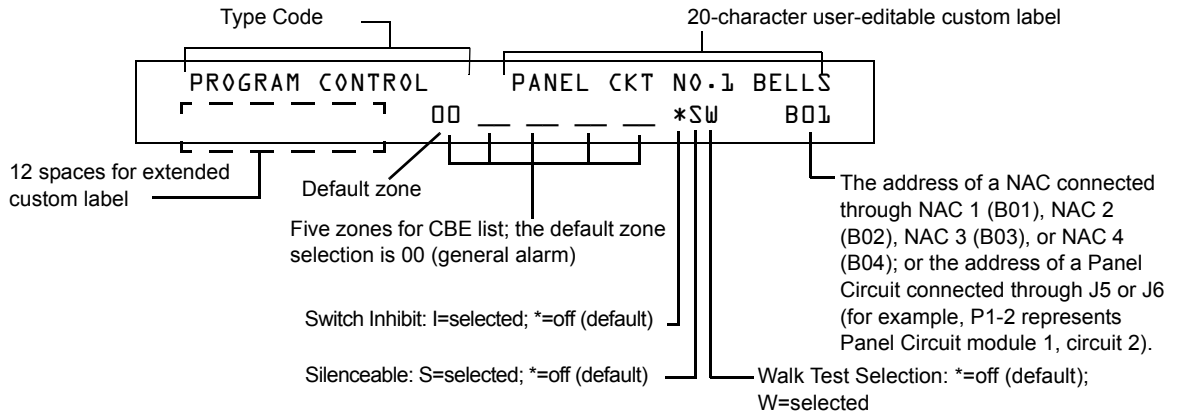 Type Code
20-character user-editable custom label
PROGRAM CONTROL PANEL CKT NO.1 BELLS
00 __ __ __ __ *SW B01
12 spaces for extended
custom label
Default zone
Five zones for CBE list; the default zone
selection is 00 (general alarm)
Switch Inhibit: I=selected; *=off (default)
Silenceable: S=selected; *=off (default)
Walk Test Selection: *=off (default);
W=selected
The address of a NAC connected
through NAC 1 (B01), NAC 2
(B02), NAC 3 (B03), or NAC 4
(B04); or the address of a Panel
Circuit connected through J5 or J6
(for example, P1-2 represents
Panel Circuit module 1, circuit 2).